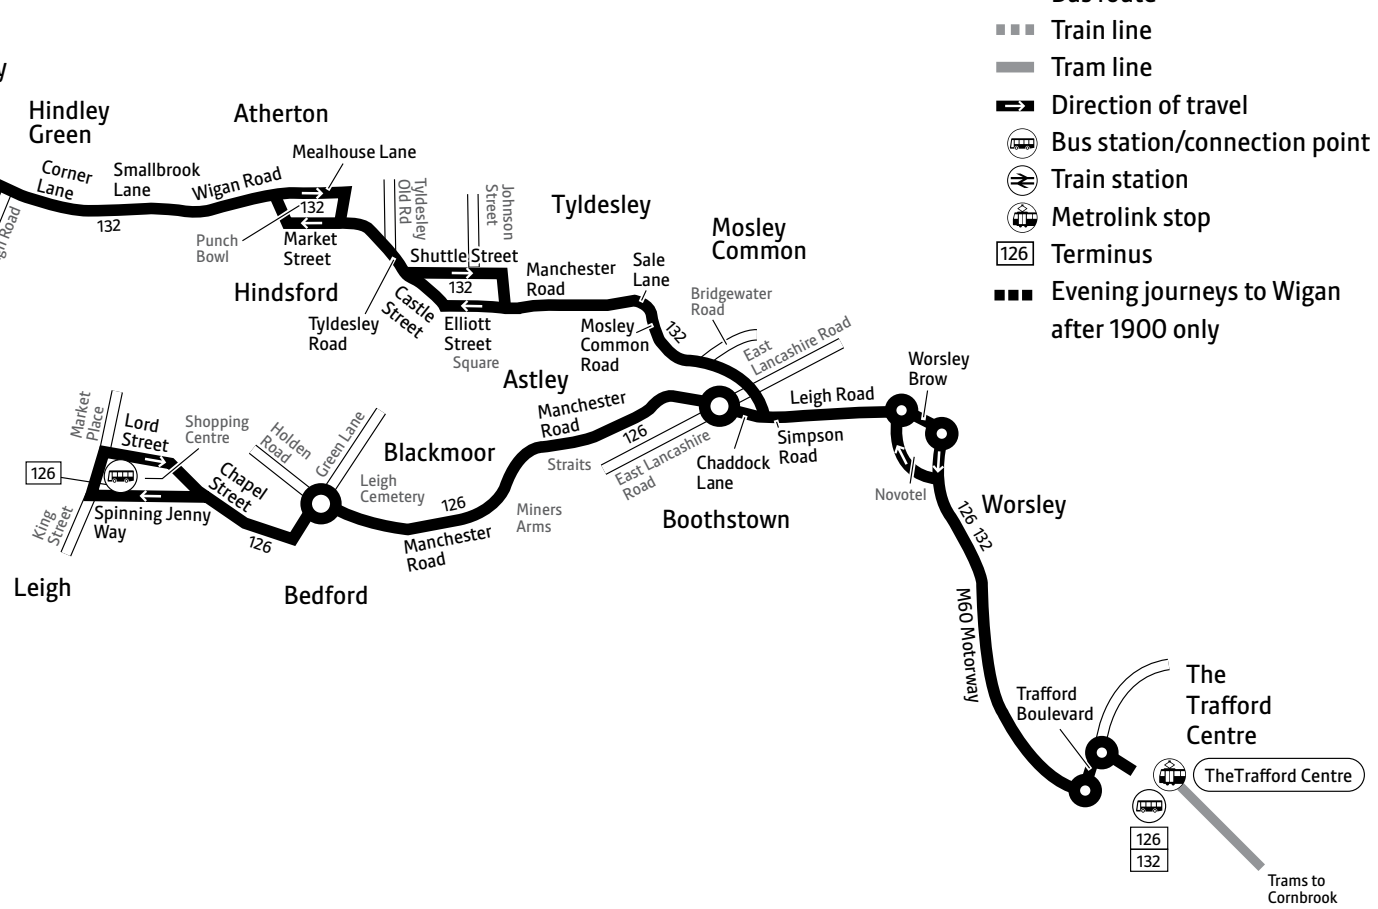 Bus route
Train line
Tram line
Direction of travel
Bus station/connection point
Train station
Metrolink stop
126
Terminus
Evening journeys to Wigan
after 1900 only
y
Hindley
Green
Atherton
Mealhouse Lane
Corner
Lane
Smallbrook
Lane
Wigan Road
132
132
Punch
Bowl
Market
Street
Hindsford
Tyldesley
Old Rd
Johnson
Street
Tyldesley
Shuttle Street
132
Castle
Street
Tyldesley
Road
Elliott
Street
Square
Manchester
Road
Sale
Lane
Mosley
Common
Mosley
Common
Road
132
Bridgewater
Road
East
Lancashire Road
Worsley
Brow
Leigh Road
Astley
Manchester
Road
126
Straits
East Lancashire
Road
Chaddock
Lane
Simpson
Road
Novotel
Boothstown
Worsley
126 132
Market
Place
Lord
Street
Shopping
Centre
Holden
Road
Green Lane
Blackmoor
126
Chapel
Street
Leigh
Cemetery
126
Miners
Arms
King
Street
Spinning Jenny
Way
126
Manchester
Road
Leigh
Bedford
M60 Motorway
Trafford
Boulevard
The
Trafford
Centre
TheTrafford Centre
126
132
Trams to
Cornbrook
gh Road